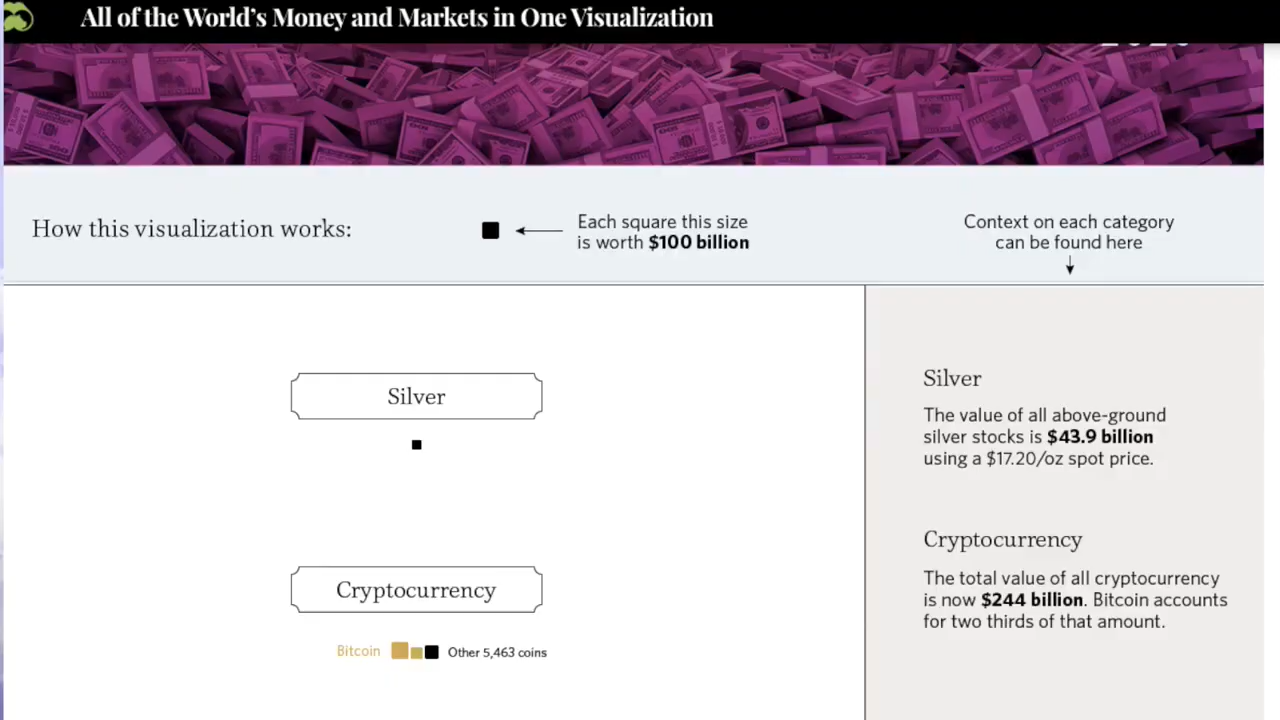 All of the World's Money and Markets in One Visualization
How this visualization works:
Each square this size
is worth $100 billion
Context on each category
can be found here
Silver
Silver
The value of all above-ground
silver stocks is $43.9 billion
using a $17.20/oz spot price.
Cryptocurrency
Bitcoin
Other 5,463 coins
Cryptocurrency
The total value of all cryptocurrency
is now $244 billion. Bitcoin accounts
for two thirds of that amount.